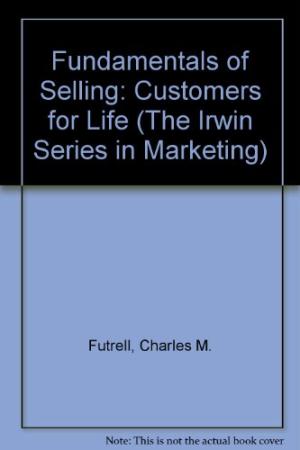 Fundamentals of
Selling: Customers
for Life (The Irwin
Series in Marketing)
Futrell, Charles M.
Note: This is not the actual book cover